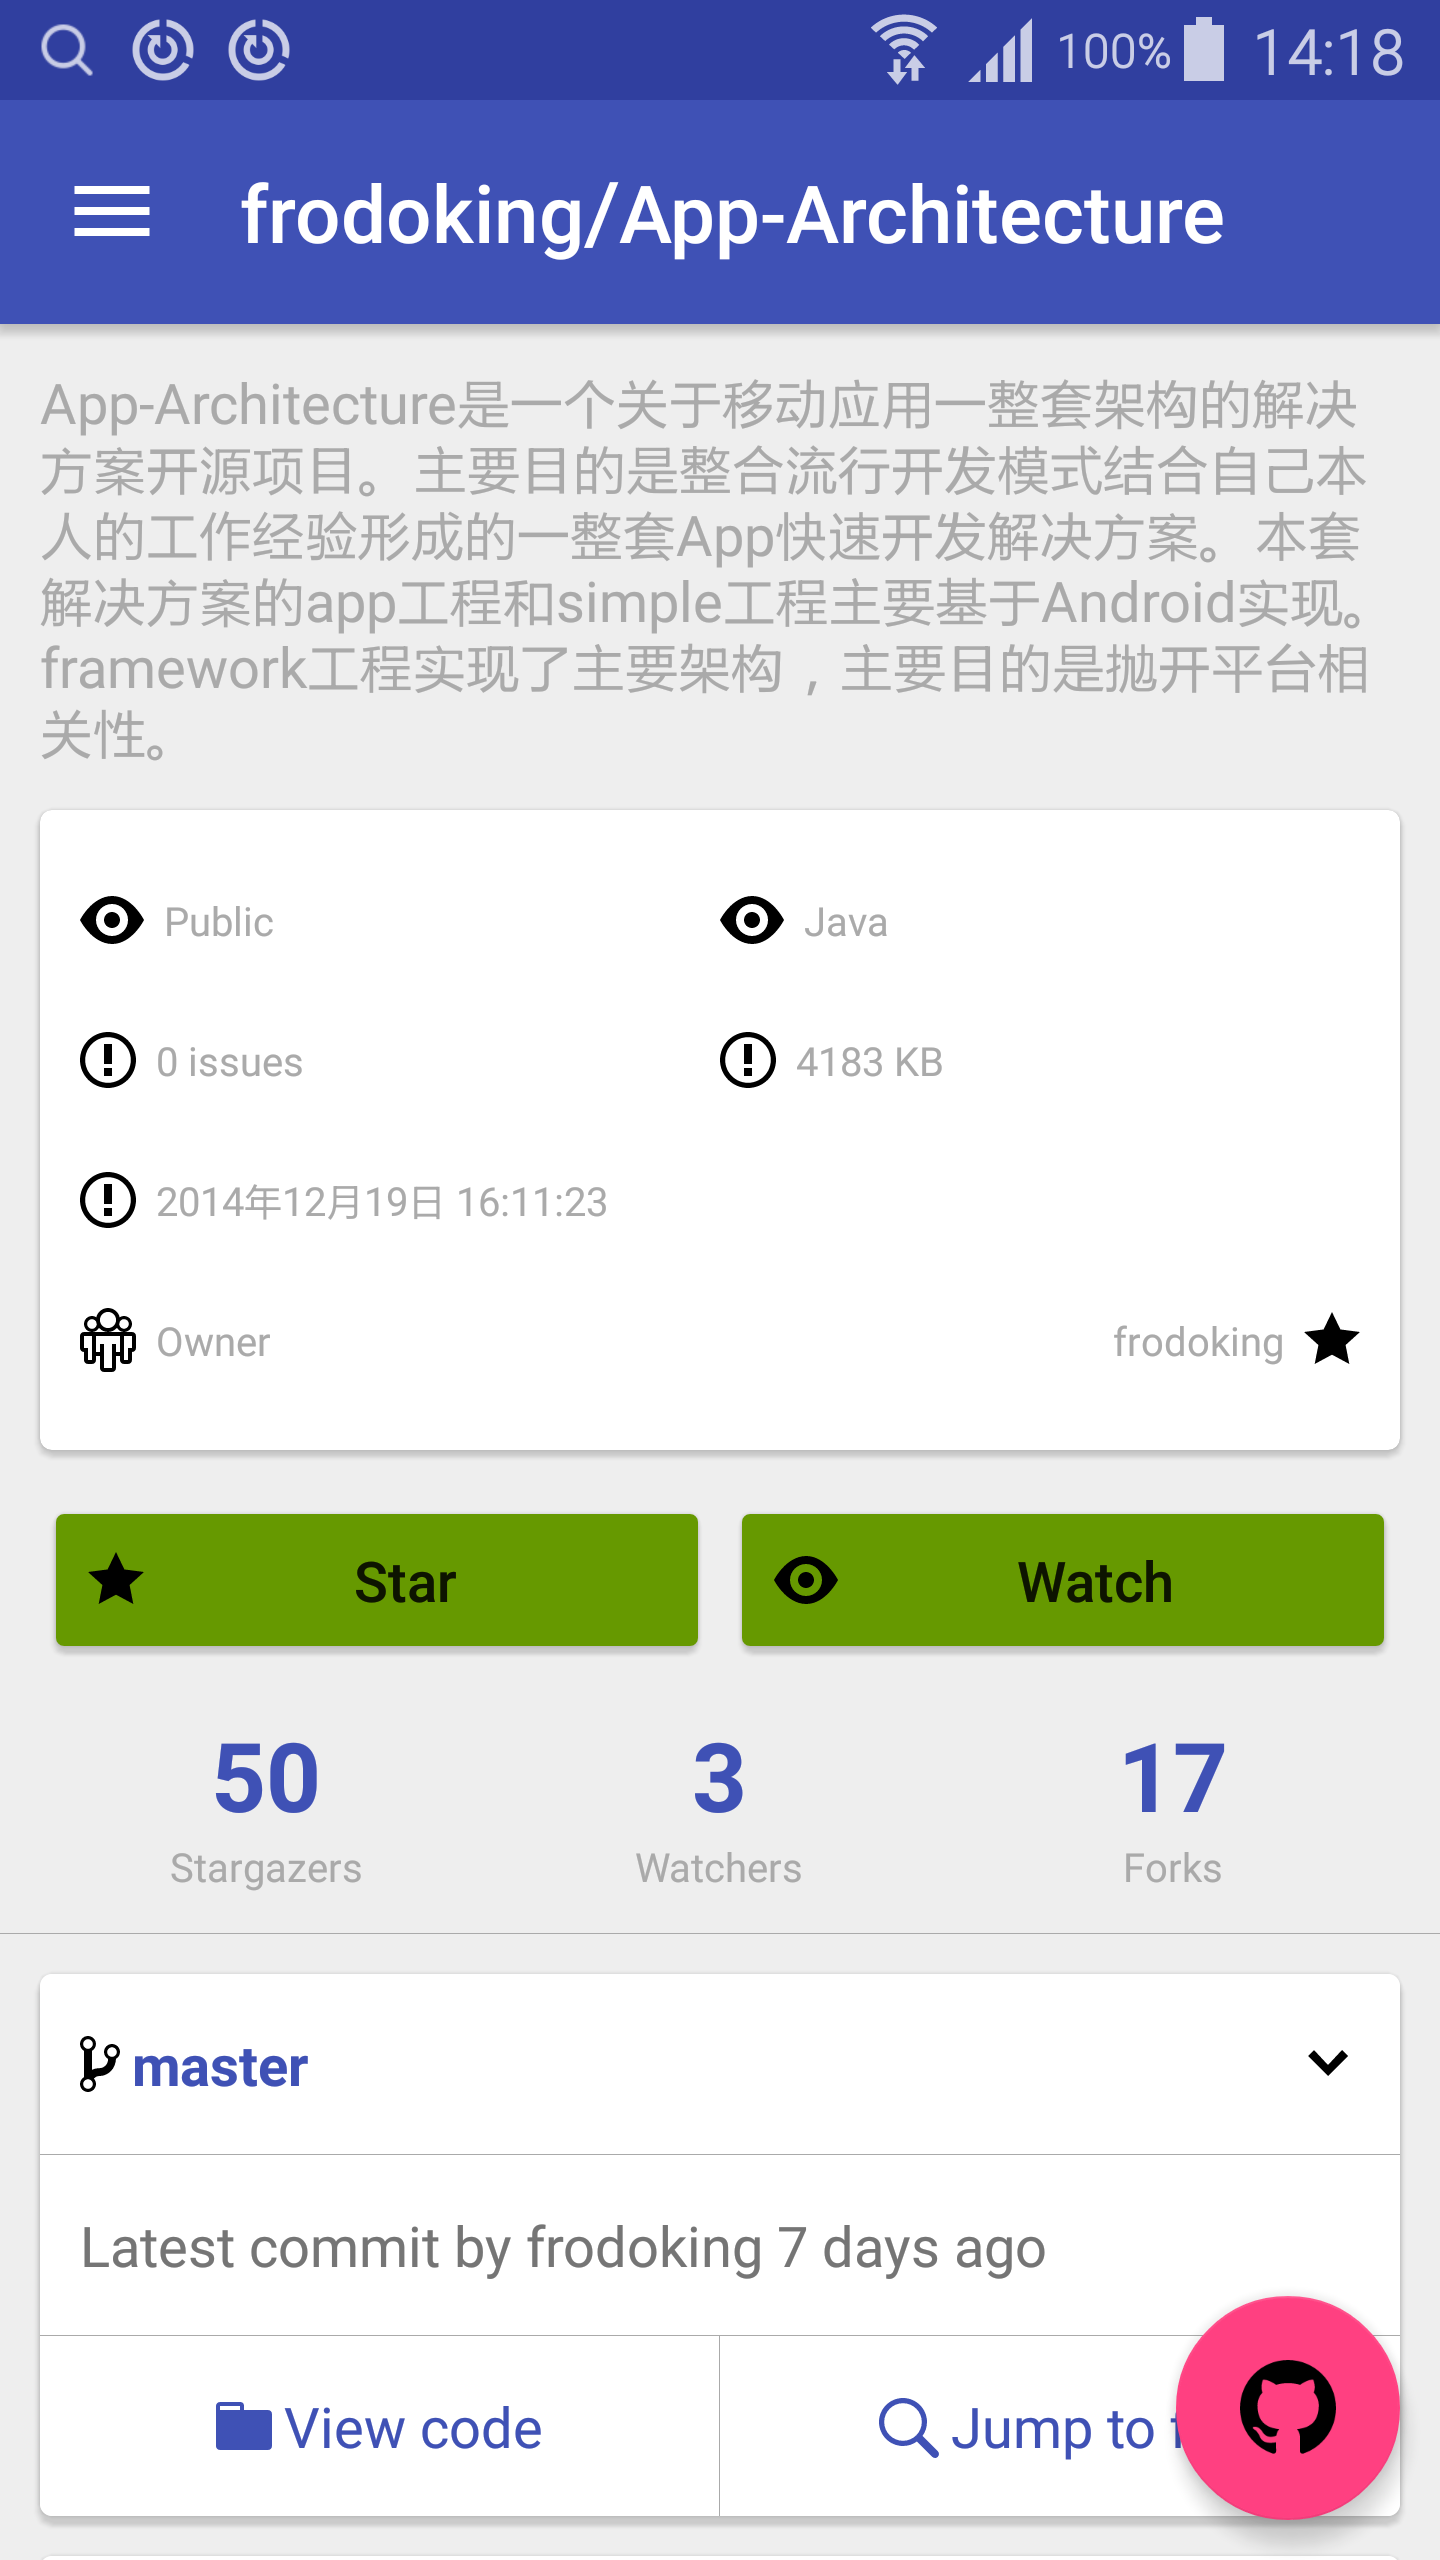 100% 14:18
frodoking/App-Architecture
App-Architecture是一个关于移动应用一整套架构的解决
方案开源项目。主要目的是整合流行开发模式结合自己本
人的工作经验形成的一整套App快速开发解决方案。本套
解决方案的app工程和simple工程主要基于Android实现。
framework工程实现了主要架构，主要目的是抛开平台相
关性。
Public
Java
0 issues
4183 KB
2014年12月19日 16:11:23
Owner
frodoking
Star
Watch
50
3
17
Stargazers
Watchers
Forks
master
Latest commit by frodoking 7 days ago
View code
Jump to